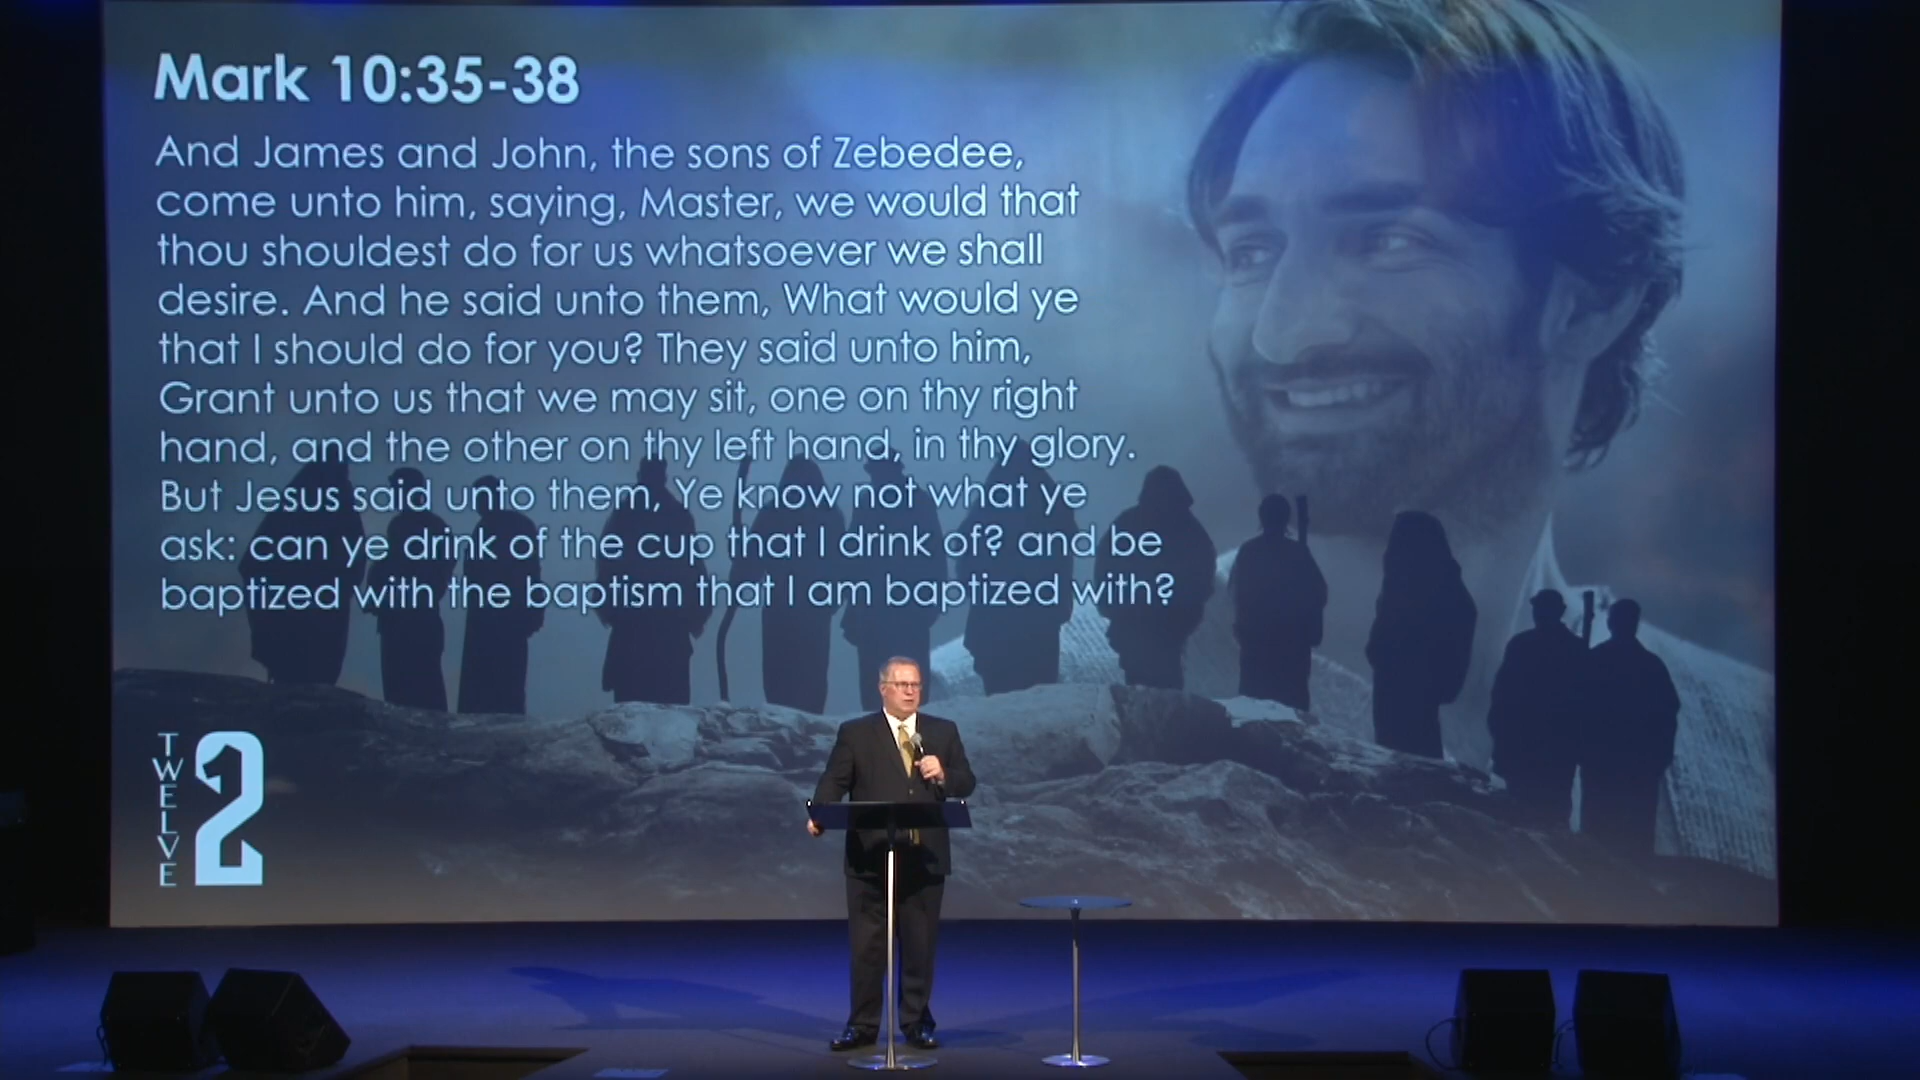 Mark 10:35-38
And James and John, the sons of Zebedee,
come unto him, saying, Master, we would that
thou shouldest do for us whatsoever we shall
desire. And he said unto them, What would ye
that I should do for you? They said unto him,
Grant unto us that we may sit, one on thy right
hand, and the other on thy left hand, in thy glory.
But Jesus said unto them, Ye know not what ye
ask: can ye drink of the cup that I drink of? and be
baptized with the baptism that I am baptized with?
TWELVE
12